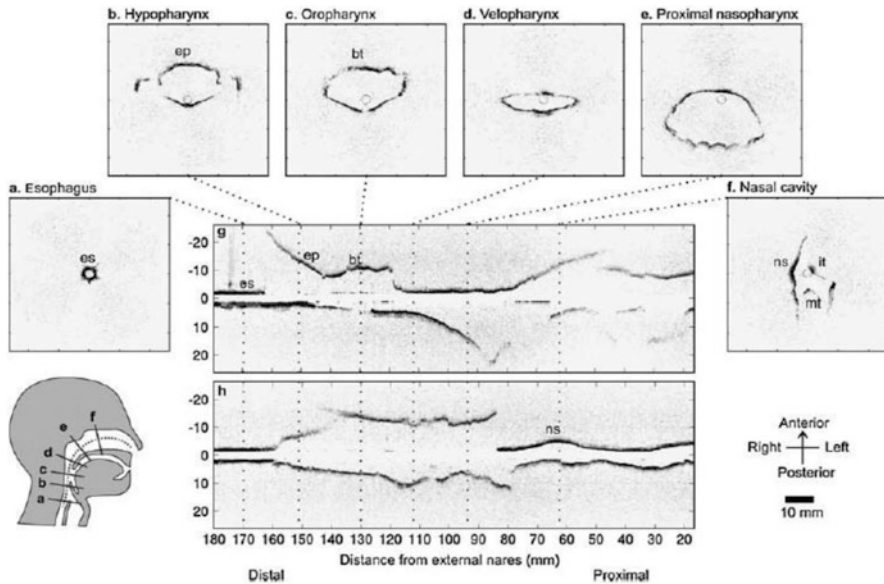 b. Hypopharynx
c. Oropharynx
d. Velopharynx
e. Proximal nasopharynx
ep
bt
a. Esophagus
f. Nasal cavity
es
ns
it
mt
g
-20
-10
0
10
20
es
ep
bt
h
-20
-10
0
10
20
ns
180 170 160 150 140 130 120 110 100 90 80 70 60 50 40 30 20
Distance from external nares (mm)
Distal
Proximal
f
e
d
c
b
a
Anterior
Right
Left
Posterior
10 mm